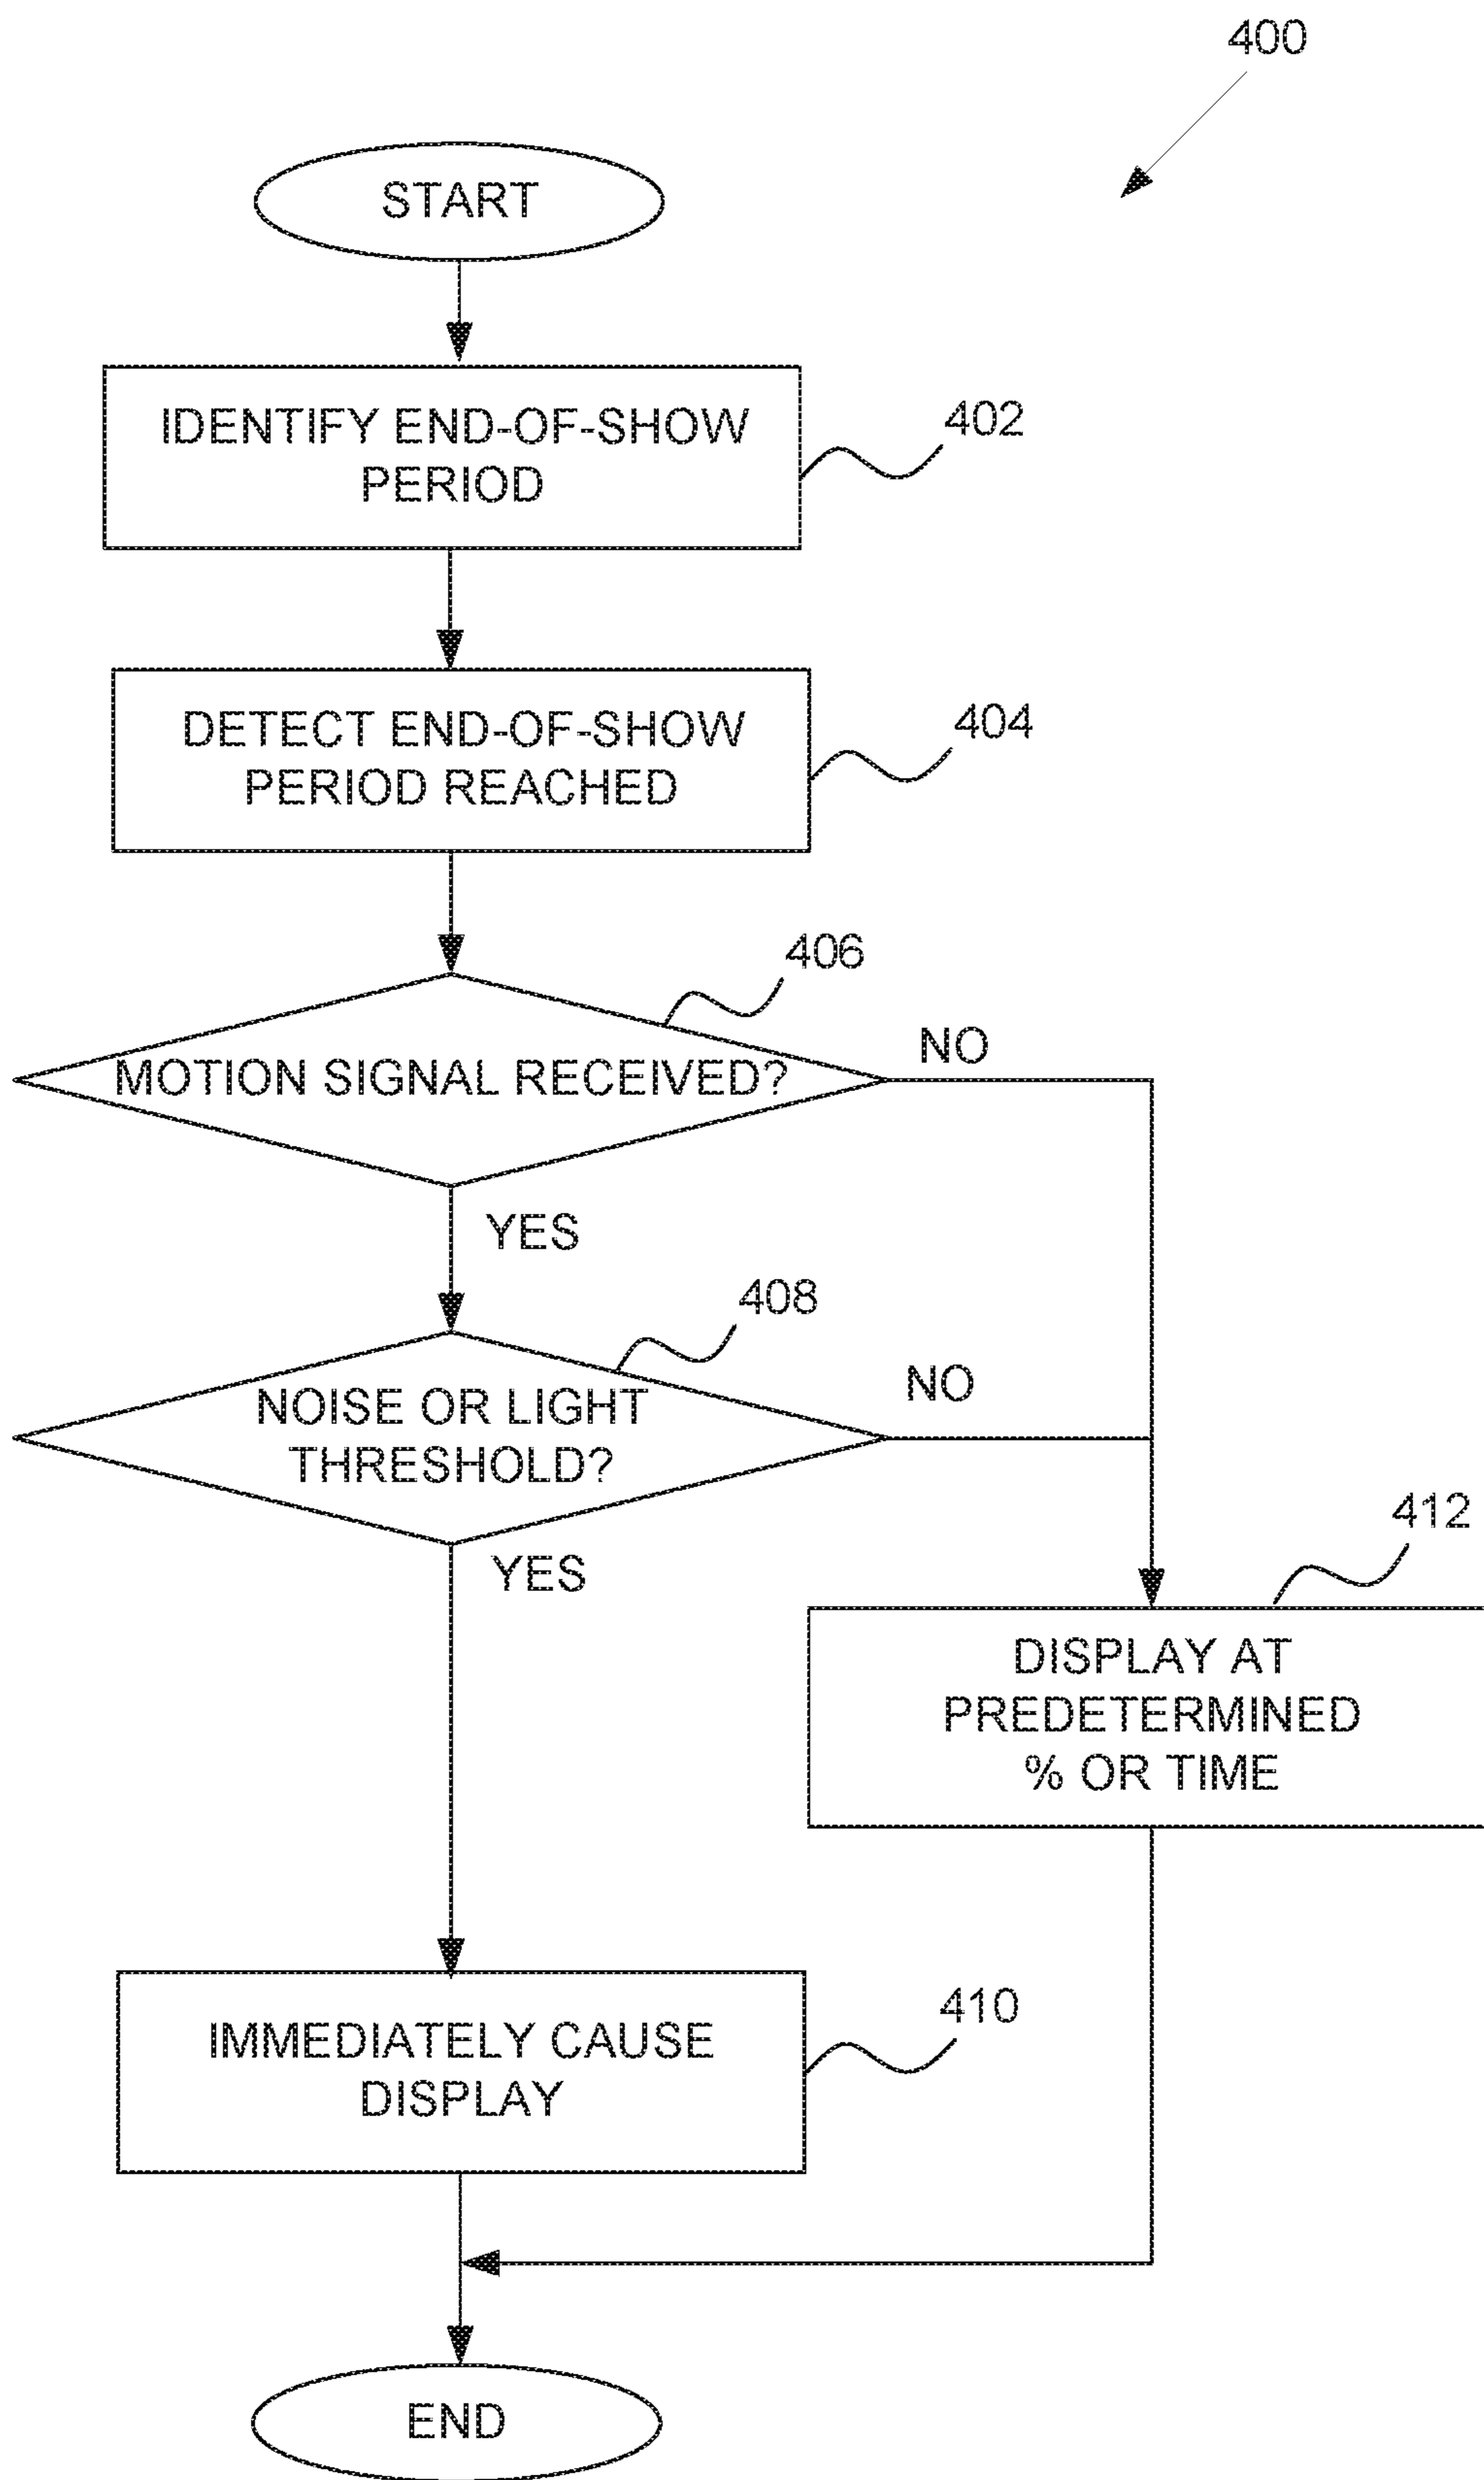 400
START
IDENTIFY END-OF-SHOW
PERIOD
402
DETECT END-OF-SHOW
PERIOD REACHED
404
406
MOTION SIGNAL RECEIVED?
NO
YES
408
NOISE OR LIGHT
THRESHOLD?
NO
YES
412
DISPLAY AT
PREDETERMINED
% OR TIME
IMMEDIATELY CAUSE
DISPLAY
410
END